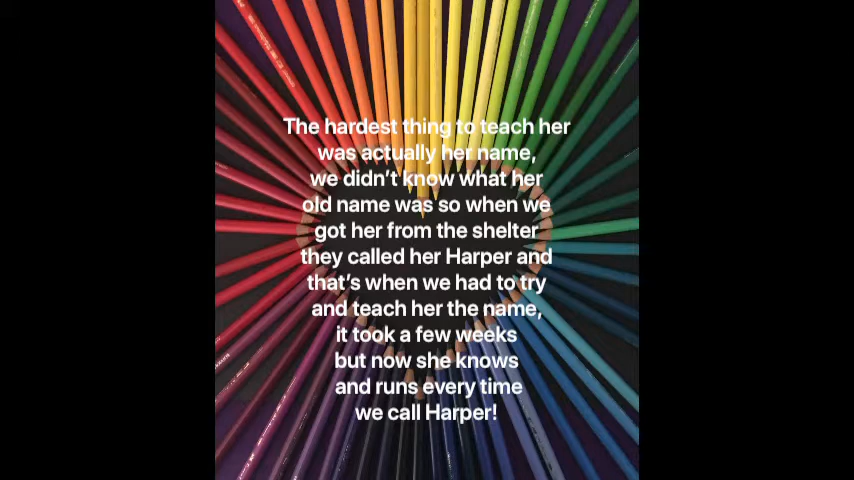 The hardest thing to teach her
was actually her name,
we didn’t know what her
old name was so when we
got her from the shelter
they called her Harper and
that’s when we had to try
and teach her the name,
it took a few weeks
but now she knows
and runs every time
we call Harper!